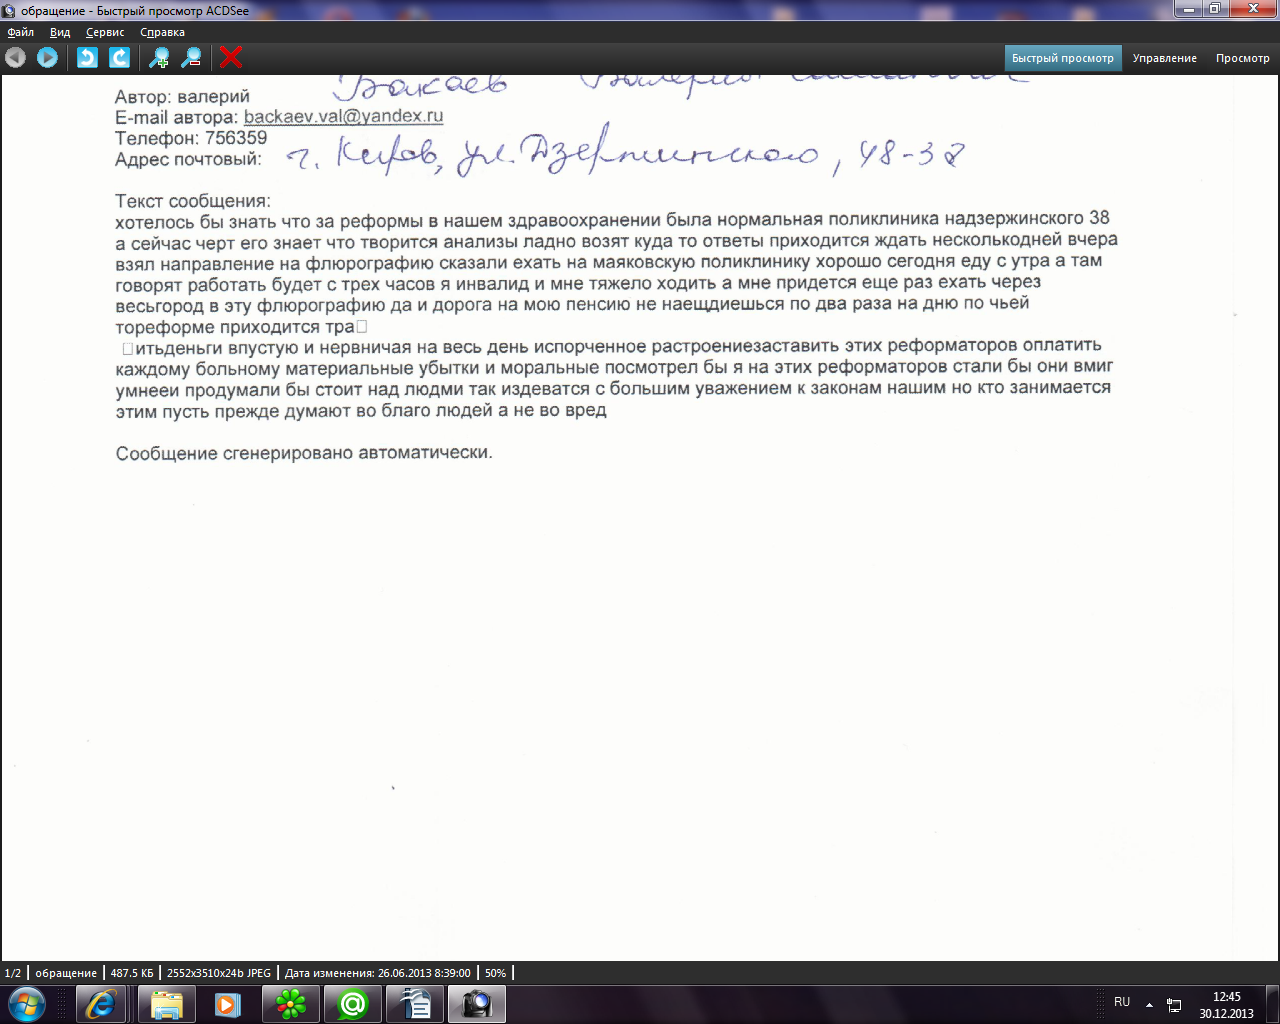 обращение - Быстрый просмотр ACDSee
Файл Вид Сервис Справка
Быстрый просмотр Управление Просмотр
Бакаев Валерий
Автор: валерий
E-mail автора: backaev.val@yandex.ru
Телефон: 756359
Адрес почтовый: г. Киров, ул. Дзержинского, 48-38
Текст сообщения:
хотелось бы знать что за реформы в нашем здравоохранении была нормальная поликлиника надзержинского 38
а сейчас черт его знает что творится анализы ладно возят куда то ответы приходится ждать несколькодней вчера
взял направление на флюрографию сказали ехать на маяковскую поликлинику хорошо сегодня еду с утра а там
говорят работать будет с трех часов я инвалид и мне тяжело ходить а мне придется еще раз ехать через
весьгород в эту флюрографию да и дорога на мою пенсию не наещдиешься по два раза на дню по чьей
тореформе приходится тра□
□итьденьги впустую и нервничая на весь день испорченное растроениезаставить этих реформаторов оплатить
каждому больному материальные убытки и моральные посмотрел бы я на этих реформаторов стали бы они вмиг
умнееи продумали бы стоит над людми так издеватся с большим уважением к законам нашим но кто занимается
этим пусть прежде думают во благо людей а не во вред
Сообщение сгенерировано автоматически.
1/2 обращение 487.5 КБ 2552x3510x24b JPEG Дата изменения: 26.06.2013 8:39:00 50%
RU 12:45
30.12.2013